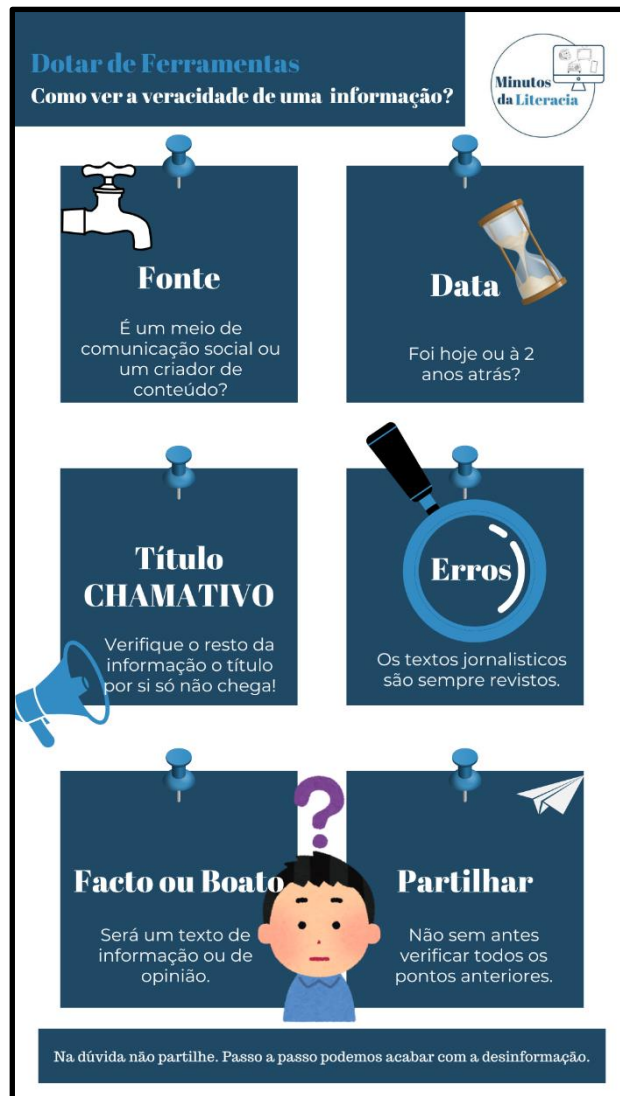 Dotar de Ferramentas
Como ver a veracidade de uma informação?
Minutos
da Literacia
Fonte
É um meio de
comunicação social ou
um criador de
conteúdo?
Data
Foi hoje ou à 2
anos atrás?
Título
CHAMATIVO
Verifique o resto da
informação o título
por si só não chega!
Erros
Os textos jornalisticos
são sempre revistos.
Facto ou Boato
Será um texto de
informação ou de
opinião.
?
Partilhar
Não sem antes
verificar todos os
pontos anteriores.
Na dúvida não partilhe. Passo a passo podemos acabar com a desinformação.